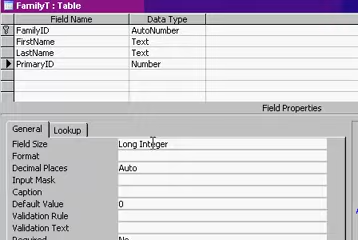 FamilyT : Table
Field Name Data Type
FamilyID AutoNumber
FirstName Text
LastName Text
PrimaryID Number
Field Properties
General Lookup
Field Size Long Integer
Format
Decimal Places Auto
Input Mask
Caption
Default Value 0
Validation Rule
Validation Text
Required No